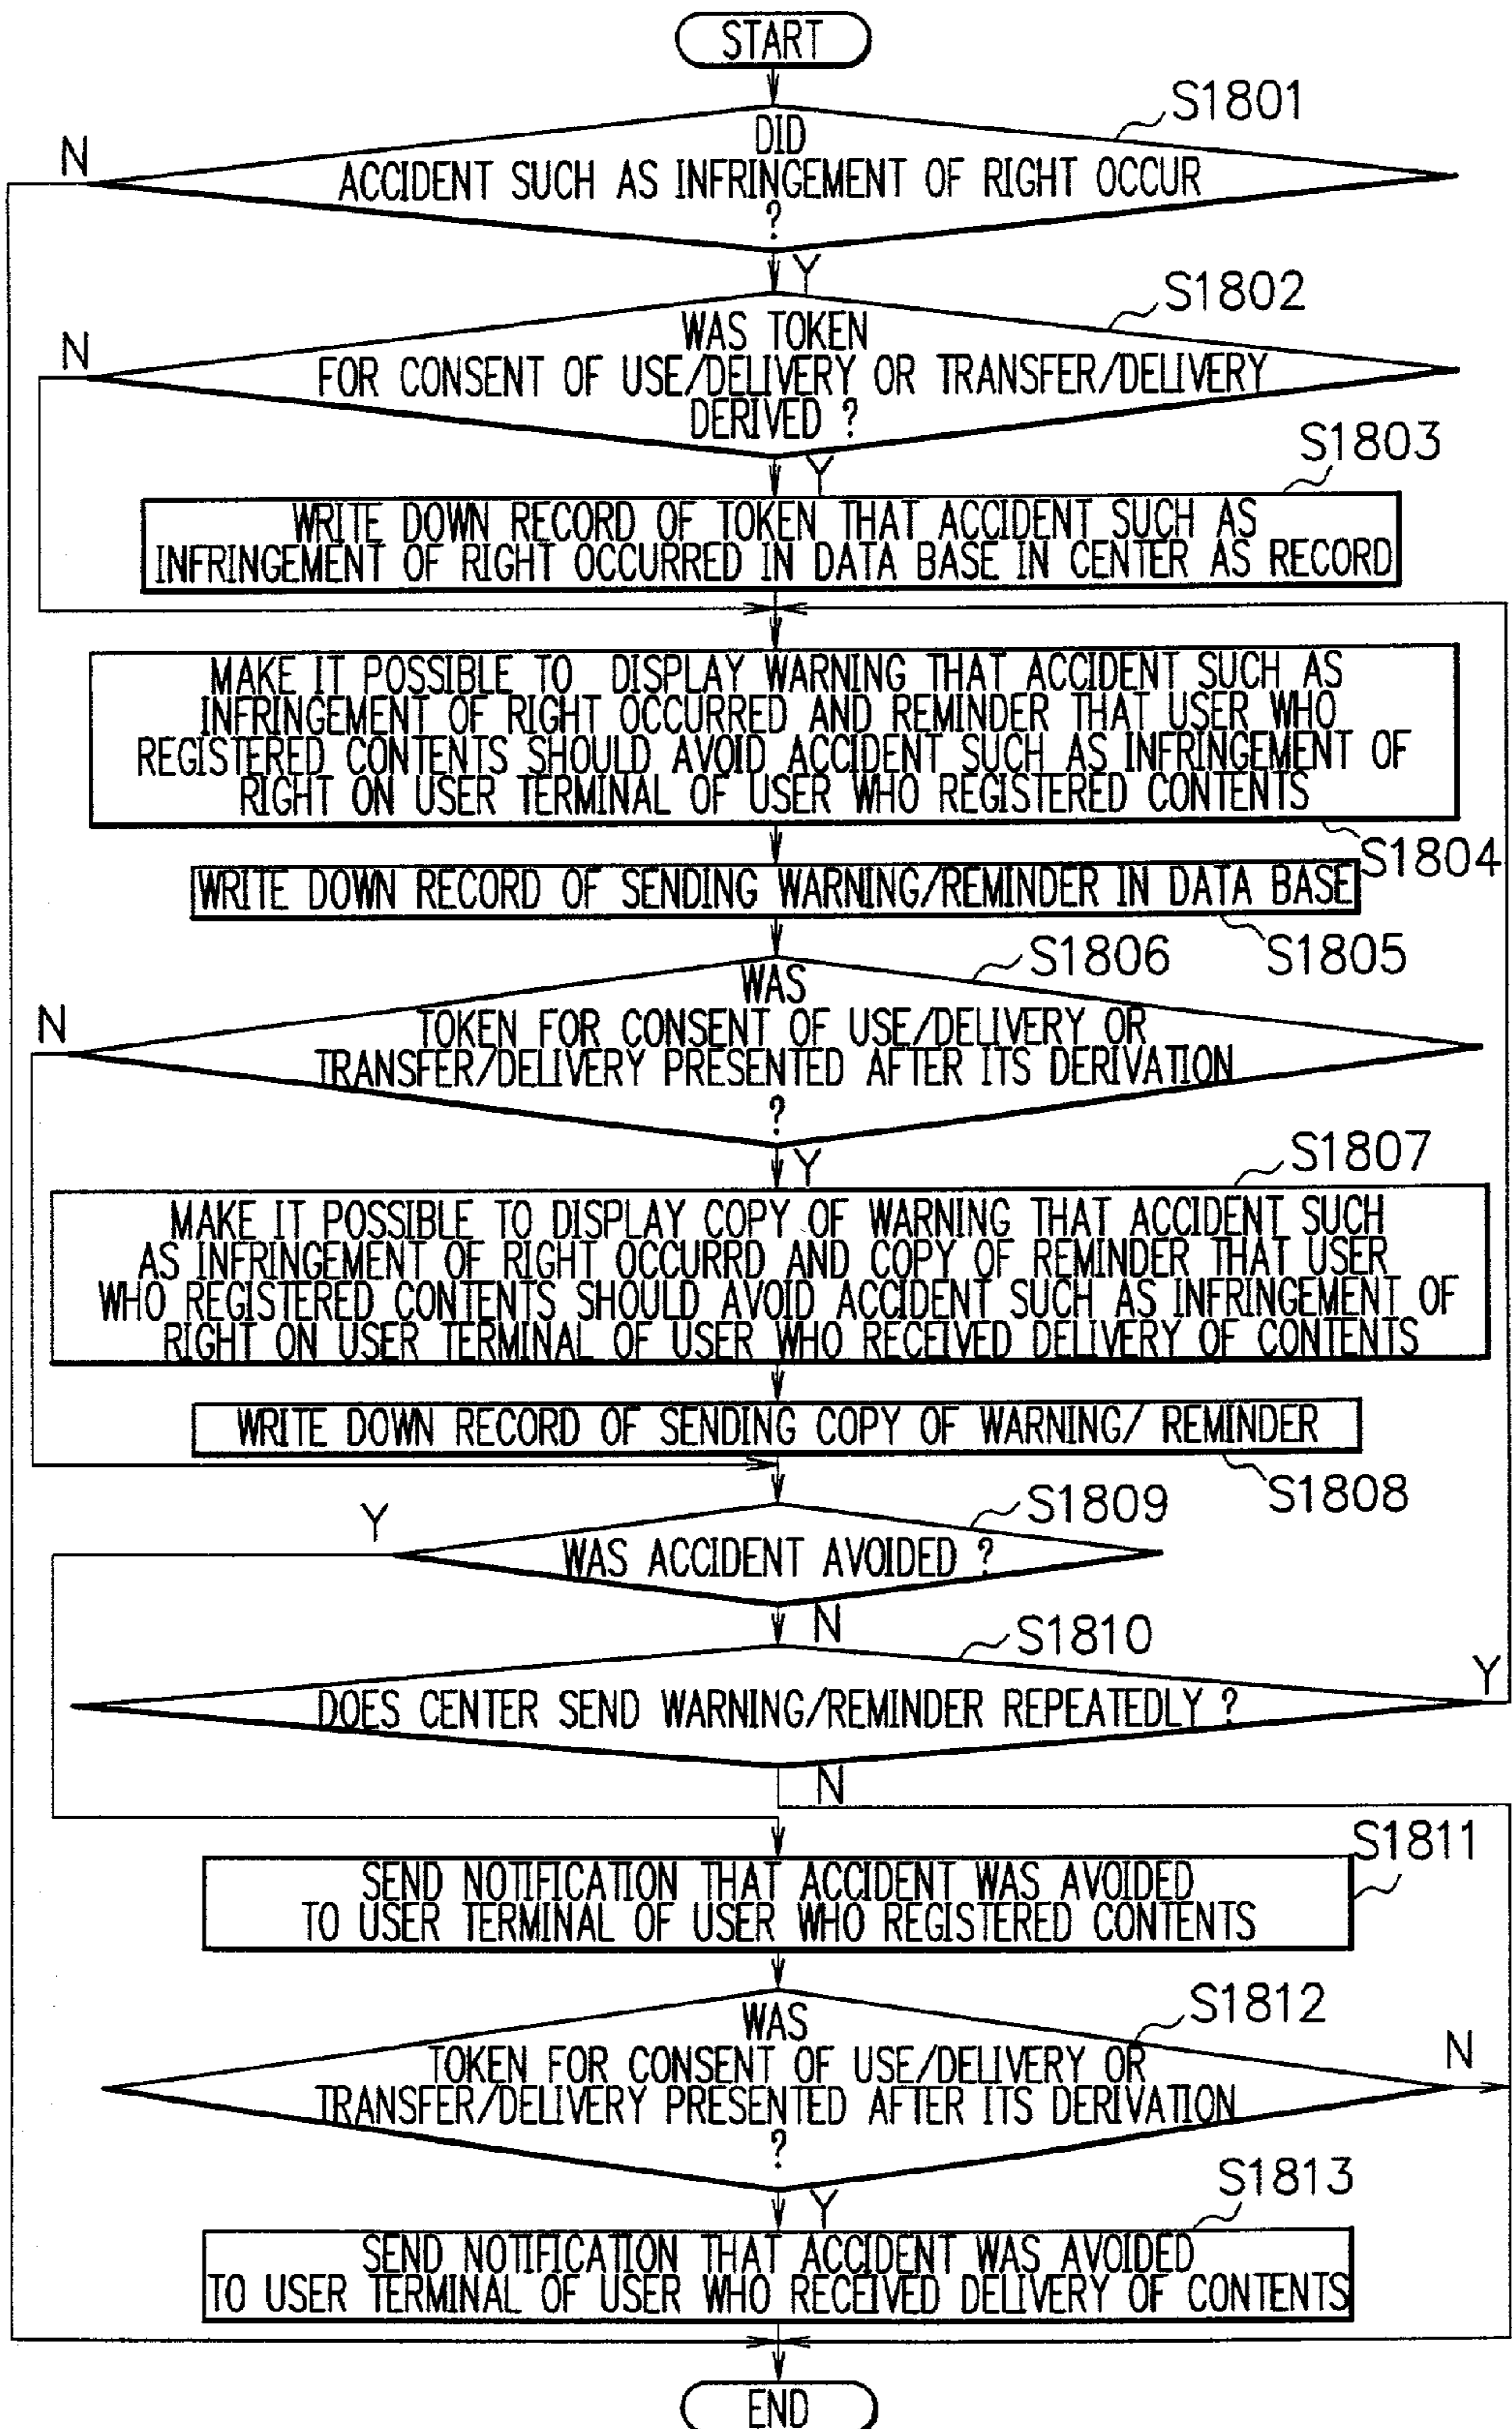 START
S1801
N
DID
ACCIDENT SUCH AS INFRINGEMENT OF RIGHT OCCUR
?
Y
S1802
N
WAS TOKEN
FOR CONSENT OF USE/DELIVERY OR TRANSFER/DELIVERY
DERIVED ?
Y
S1803
WRITE DOWN RECORD OF TOKEN THAT ACCIDENT SUCH AS
INFRINGEMENT OF RIGHT OCCURRED IN DATA BASE IN CENTER AS RECORD
MAKE IT POSSIBLE TO DISPLAY WARNING THAT ACCIDENT SUCH AS
INFRINGEMENT OF RIGHT OCCURRED AND REMINDER THAT USER WHO
REGISTERED CONTENTS SHOULD AVOID ACCIDENT SUCH AS INFRINGEMENT OF
RIGHT ON USER TERMINAL OF USER WHO REGISTERED CONTENTS
S1804
WRITE DOWN RECORD OF SENDING WARNING/REMINDER IN DATA BASE
S1805
S1806
N
WAS
TOKEN FOR CONSENT OF USE/DELIVERY OR
TRANSFER/DELIVERY PRESENTED AFTER ITS DERIVATION
?
Y
S1807
MAKE IT POSSIBLE TO DISPLAY COPY OF WARNING THAT ACCIDENT SUCH
AS INFRINGEMENT OF RIGHT OCCURRD AND COPY OF REMINDER THAT USER
WHO REGISTERED CONTENTS SHOULD AVOID ACCIDENT SUCH AS INFRINGEMENT OF
RIGHT ON USER TERMINAL OF USER WHO RECEIVED DELIVERY OF CONTENTS
WRITE DOWN RECORD OF SENDING COPY OF WARNING/ REMINDER
S1808
S1809
Y
WAS ACCIDENT AVOIDED ?
N
S1810
Y
DOES CENTER SEND WARNING/REMINDER REPEATEDLY ?
N
S1811
SEND NOTIFICATION THAT ACCIDENT WAS AVOIDED
TO USER TERMINAL OF USER WHO REGISTERED CONTENTS
S1812
N
WAS
TOKEN FOR CONSENT OF USE/DELIVERY OR
TRANSFER/DELIVERY PRESENTED AFTER ITS DERIVATION
?
Y
S1813
SEND NOTIFICATION THAT ACCIDENT WAS AVOIDED
TO USER TERMINAL OF USER WHO RECEIVED DELIVERY OF CONTENTS
END